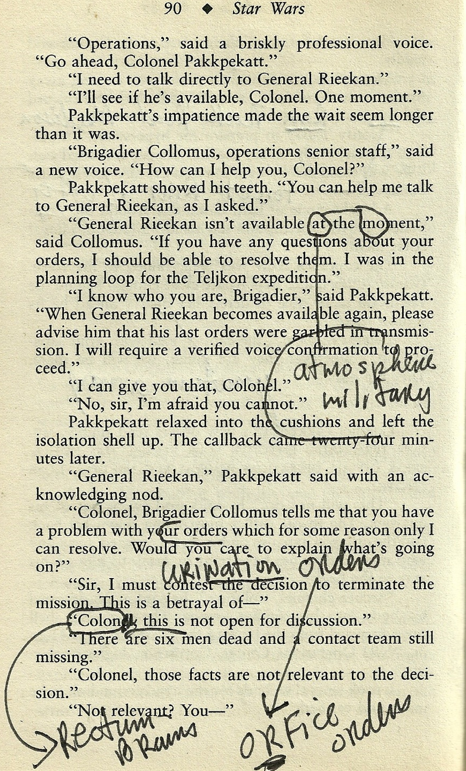 90 ◆ Star Wars
"Operations," said a briskly professional voice.
"Go ahead, Colonel Pakkpekatt."
"I need to talk directly to General Rieekan."
"I'll see if he's available, Colonel. One moment."
Pakkpekatt's impatience made the wait seem longer
than it was.
"Brigadier Collomus, operations senior staff," said
a new voice. "How can I help you, Colonel?"
Pakkpekatt showed his teeth. "You can help me talk
to General Rieekan, as I asked."
"General Rieekan isn't available at the moment,"
said Collomus. "If you have any questions about your
orders, I should be able to resolve them. I was in the
planning loop for the Teljkon expedition."
"I know who you are, Brigadier," said Pakkpekatt.
"When General Rieekan becomes available again, please
advise him that his last orders were garbled in transmis-
sion. I will require a verified voice confirmation to pro-
ceed."
atmosphere
military
"I can give you that, Colonel."
"No, sir, I'm afraid you cannot."
Pakkpekatt relaxed into the cushions and left the
isolation shell up. The callback came twenty-four min-
utes later.
"General Rieekan," Pakkpekatt said with an ac-
knowledging nod.
"Colonel, Brigadier Collomus tells me that you have
a problem with your orders which for some reason only I
can resolve. Would you care to explain what's going
on?"
URINATION orders
"Sir, I must contest the decision to terminate the
mission. This is a betrayal of—"
"Colonel, this is not open for discussion."
"There are six men dead and a contact team still
missing."
"Colonel, those facts are not relevant to the deci-
sion."
"Not relevant? You—"
Rectum
BRains
ORFice
orders